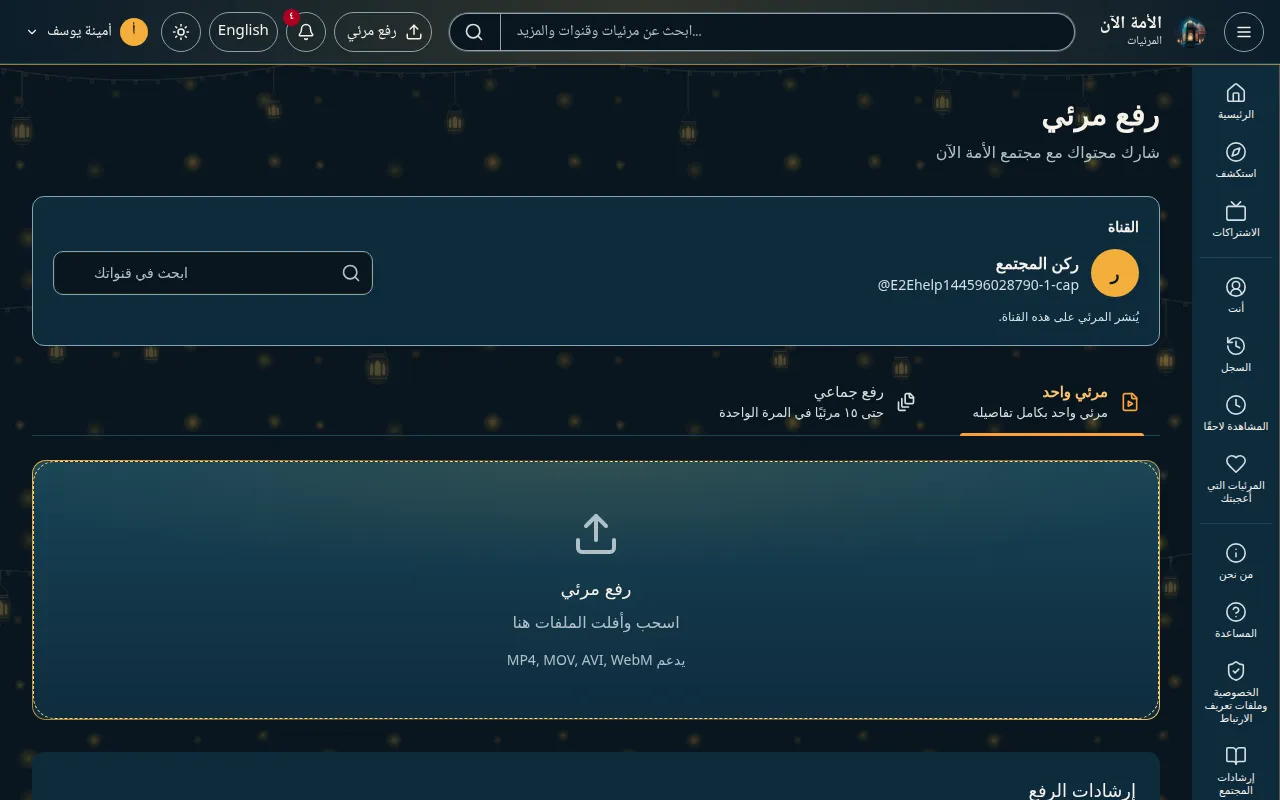 الأمة الآن
المرئيات
ابحث عن مرئيات وقنوات والمزيد...
رفع مرئي
٤
English
أ
أمينة يوسف
الرئيسية
استكشف
الاشتراكات
أنت
السجل
المشاهدة لاحقًا
المرئيات التي
أعجبتك
من نحن
المساعدة
الخصوصية
وملفات تعريف
الارتباط
إرشادات
المجتمع
رفع مرئي
شارك محتواك مع مجتمع الأمة الآن
القناة
ر
ركن المجتمع
@E2Ehelp144596028790-1-cap
يُنشر المرئي على هذه القناة.
ابحث في قنواتك
مرئي واحد
مرئي واحد بكامل تفاصيله
رفع جماعي
حتى ١٥ مرئيًا في المرة الواحدة
رفع مرئي
اسحب وأفلت الملفات هنا
يدعم MP4, MOV, AVI, WebM
إرشادات الرفع